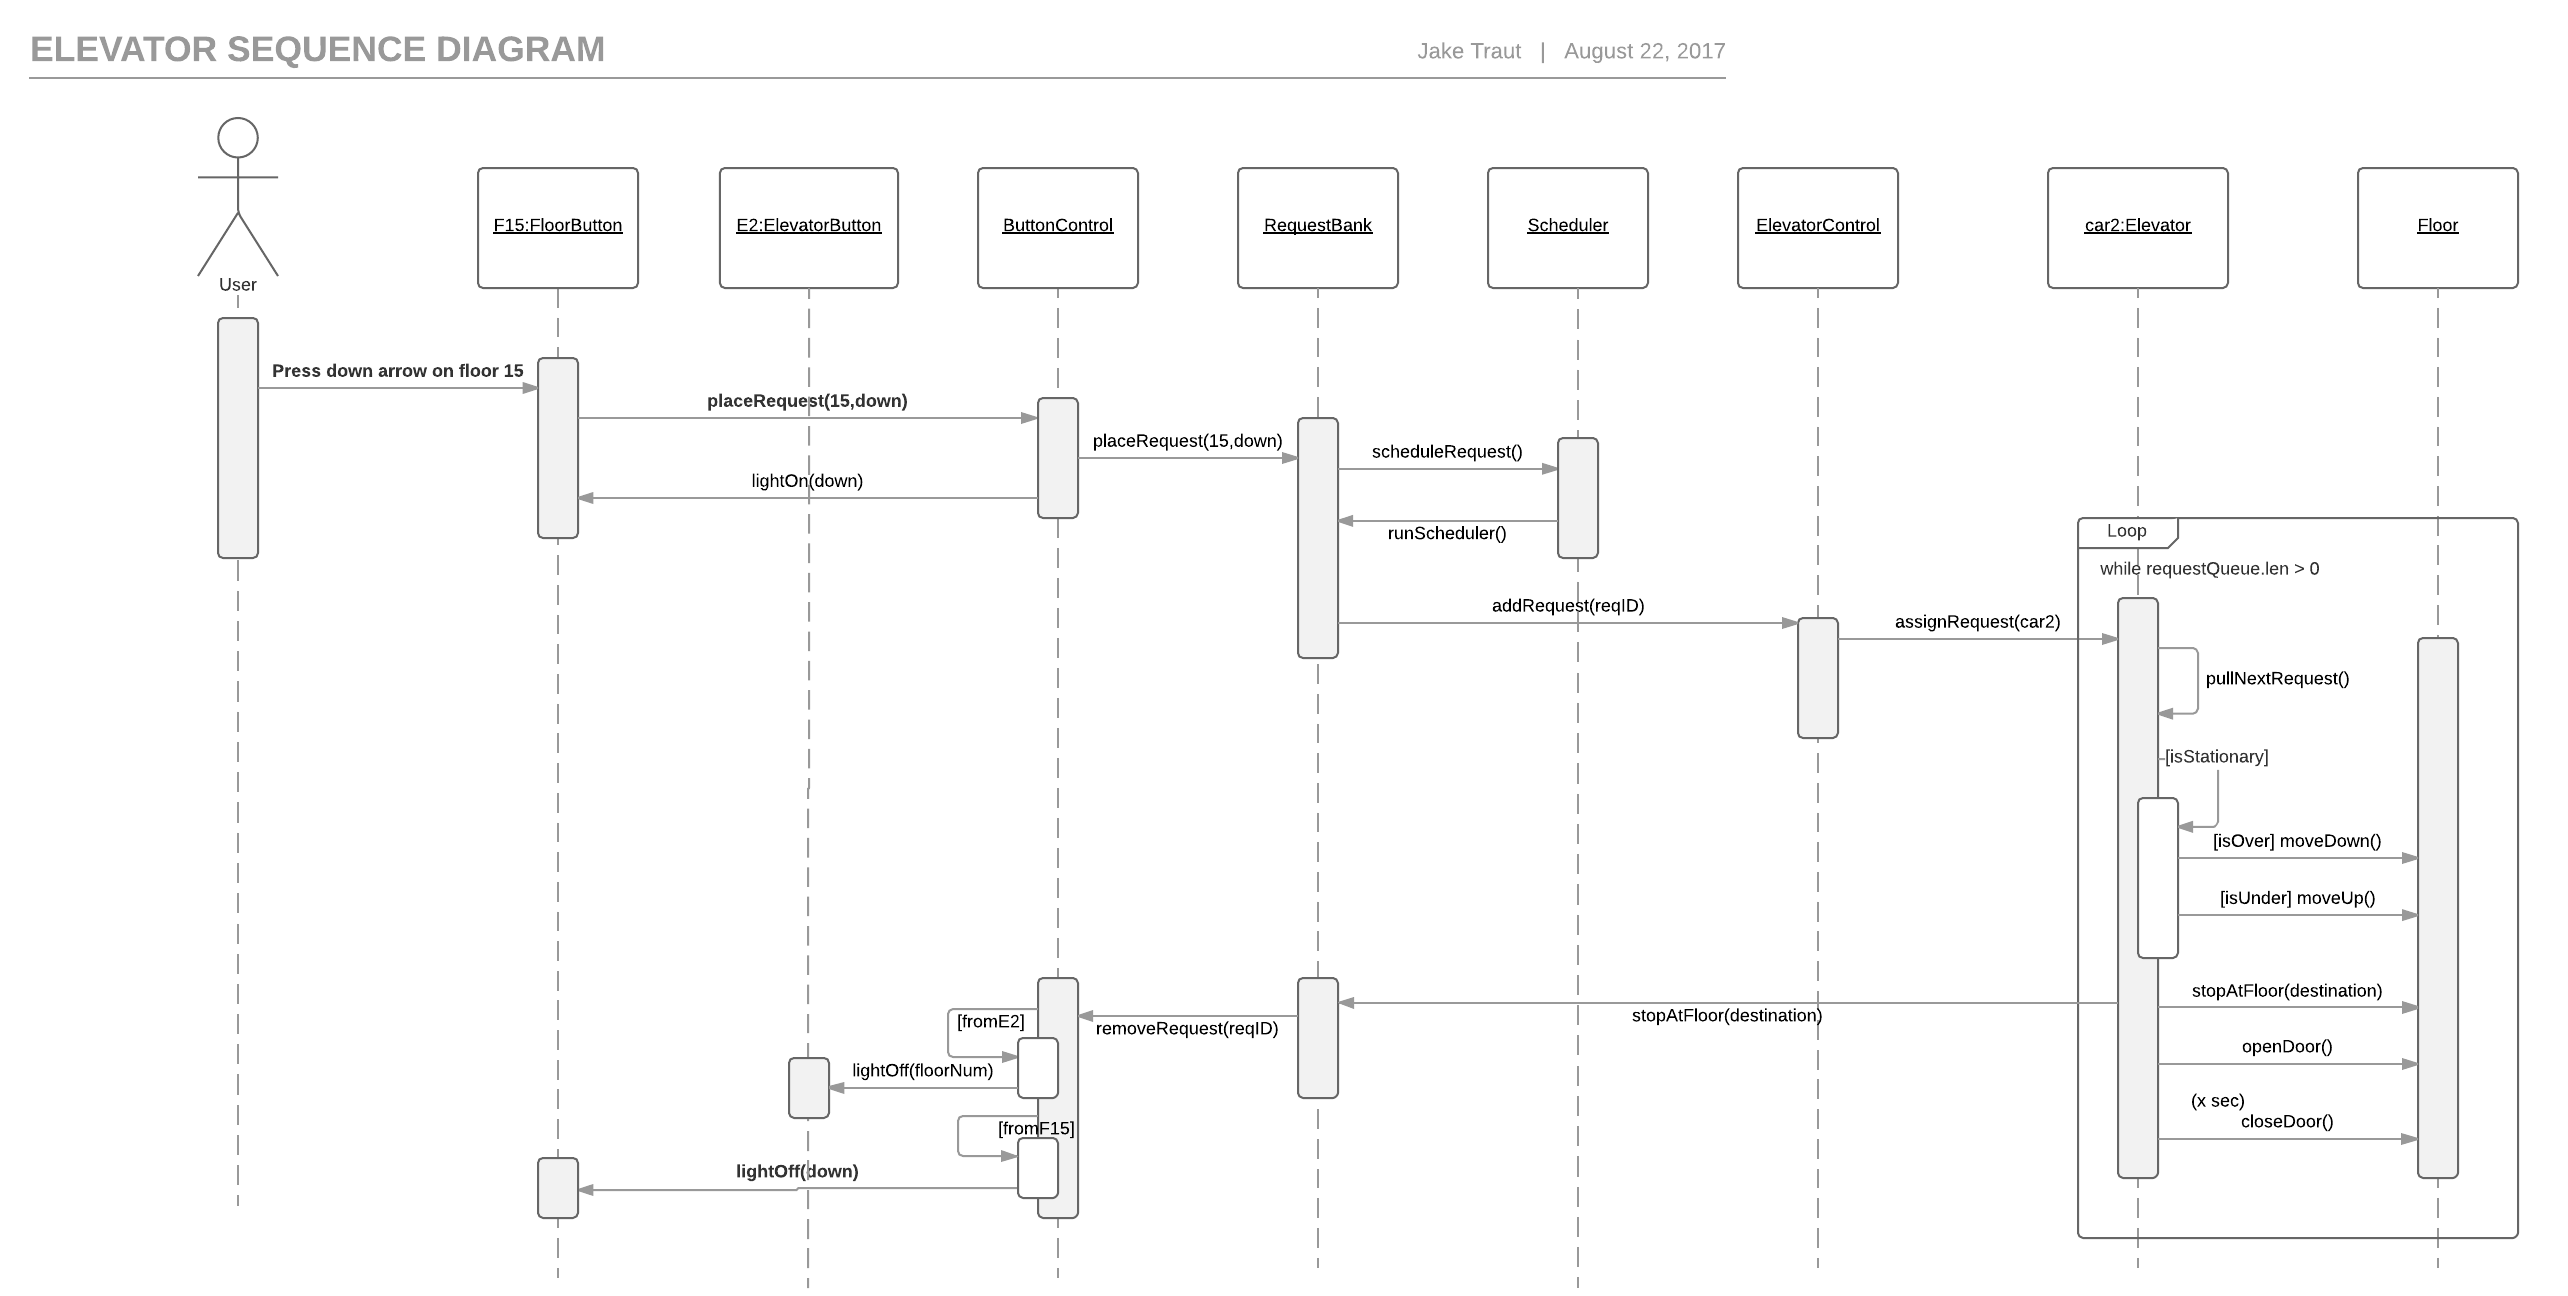 ELEVATOR SEQUENCE DIAGRAM
Jake Traut | August 22, 2017
User
F15:FloorButton
E2:ElevatorButton
ButtonControl
RequestBank
Scheduler
ElevatorControl
car2:Elevator
Floor
Press down arrow on floor 15
placeRequest(15,down)
placeRequest(15,down)
scheduleRequest()
lightOn(down)
runScheduler()
Loop
while requestQueue.len > 0
addRequest(reqID)
assignRequest(car2)
pullNextRequest()
[isStationary]
[isOver] moveDown()
[isUnder] moveUp()
stopAtFloor(destination)
stopAtFloor(destination)
removeRequest(reqID)
[fromE2]
openDoor()
lightOff(floorNum)
(x sec)
closeDoor()
[fromF15]
lightOff(down)